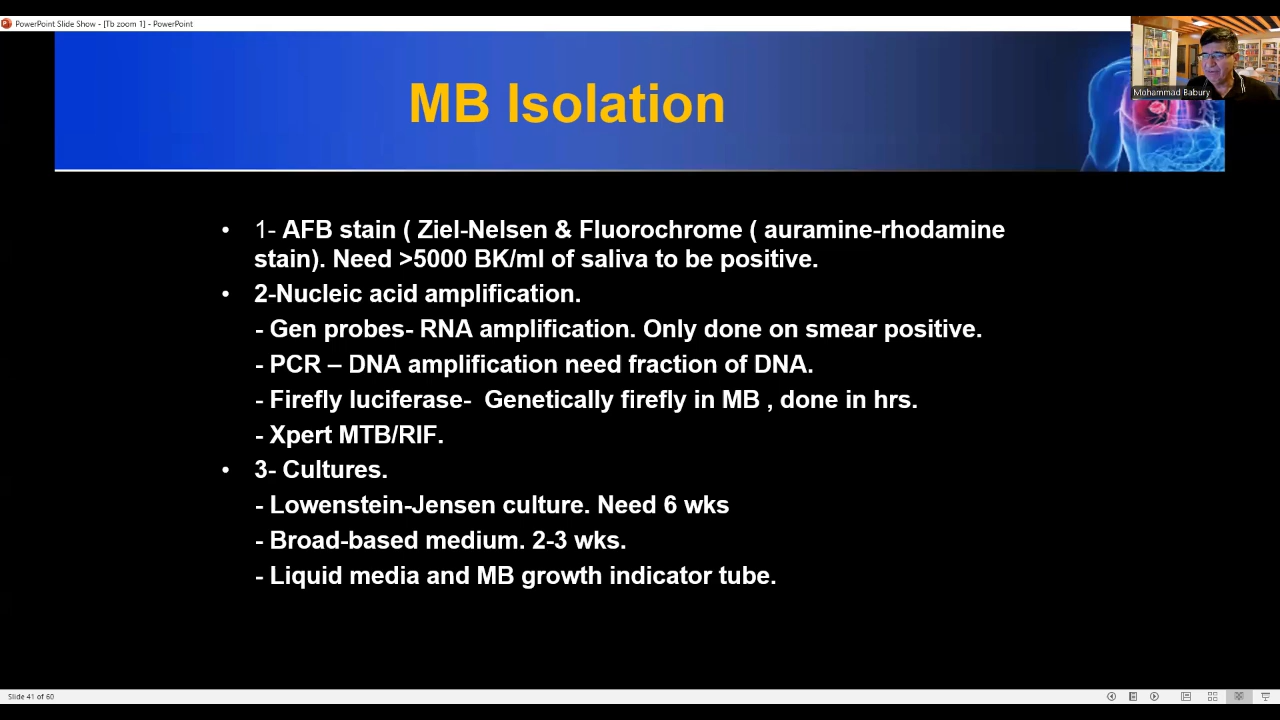 PowerPoint Slide Show - [Tb zoom 1] - PowerPoint
MB Isolation
Mohammad Babury
• 1- AFB stain ( Ziel-Nelsen & Fluorochrome ( auramine-rhodamine
stain). Need >5000 BK/ml of saliva to be positive.
• 2-Nucleic acid amplification.
- Gen probes- RNA amplification. Only done on smear positive.
- PCR – DNA amplification need fraction of DNA.
- Firefly luciferase- Genetically firefly in MB , done in hrs.
- Xpert MTB/RIF.
• 3- Cultures.
- Lowenstein-Jensen culture. Need 6 wks
- Broad-based medium. 2-3 wks.
- Liquid media and MB growth indicator tube.
Slide 41 of 60